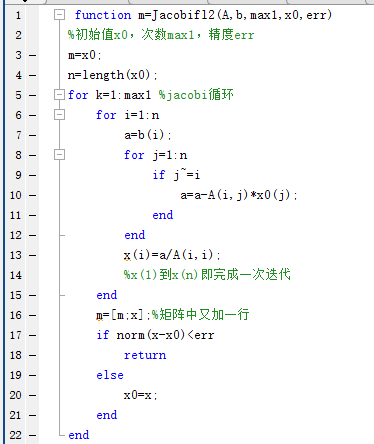 1 function m=Jacobifl2(A,b,max1,x0,err)
2 %初始值x0，次数max1，精度err
3 — m=x0;
4 — n=length(x0);
5 — for k=1:max1 %jacobi循环
6 — for i=1:n
7 — a=b(i);
8 — for j=1:n
9 — if j~=i
10 — a=a-A(i,j)*x0(j);
11 — end
12 — end
13 — x(i)=a/A(i,i);
14 %x(1)到x(n)即完成一次迭代
15 — end
16 — m=[m;x];%矩阵中又加一行
17 — if norm(x-x0)<err
18 — return
19 — else
20 — x0=x;
21 — end
22 — end